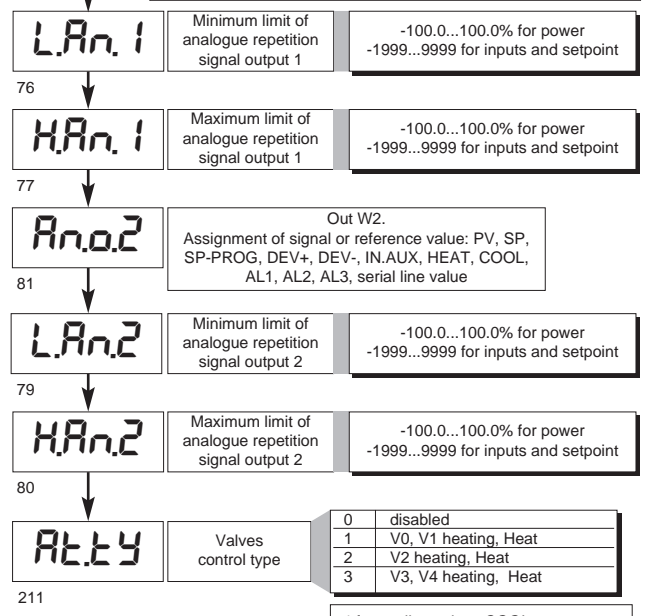 L.An. 1
Minimum limit of
analogue repetition
signal output 1
-100.0...100.0% for power
-1999...9999 for inputs and setpoint
76
H.An. 1
Maximum limit of
analogue repetition
signal output 1
-100.0...100.0% for power
-1999...9999 for inputs and setpoint
77
An.o.2
Out W2.
Assignment of signal or reference value: PV, SP,
SP-PROG, DEV+, DEV-, IN.AUX, HEAT, COOL,
AL1, AL2, AL3, serial line value
81
L.An.2
Minimum limit of
analogue repetition
signal output 2
-100.0...100.0% for power
-1999...9999 for inputs and setpoint
79
H.An.2
Maximum limit of
analogue repetition
signal output 2
-100.0...100.0% for power
-1999...9999 for inputs and setpoint
80
At.tY
Valves
control type
0 disabled
1 V0, V1 heating, Heat
2 V2 heating, Heat
3 V3, V4 heating, Heat
211